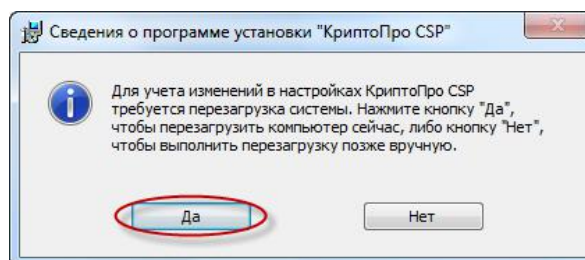 Сведения о программе установки "КриптоПро CSP"
Для учета изменений в настройках КриптоПро CSP
требуется перезагрузка системы. Нажмите кнопку "Да",
чтобы перезагрузить компьютер сейчас, либо кнопку "Нет",
чтобы выполнить перезагрузку позже вручную.
Да
Нет